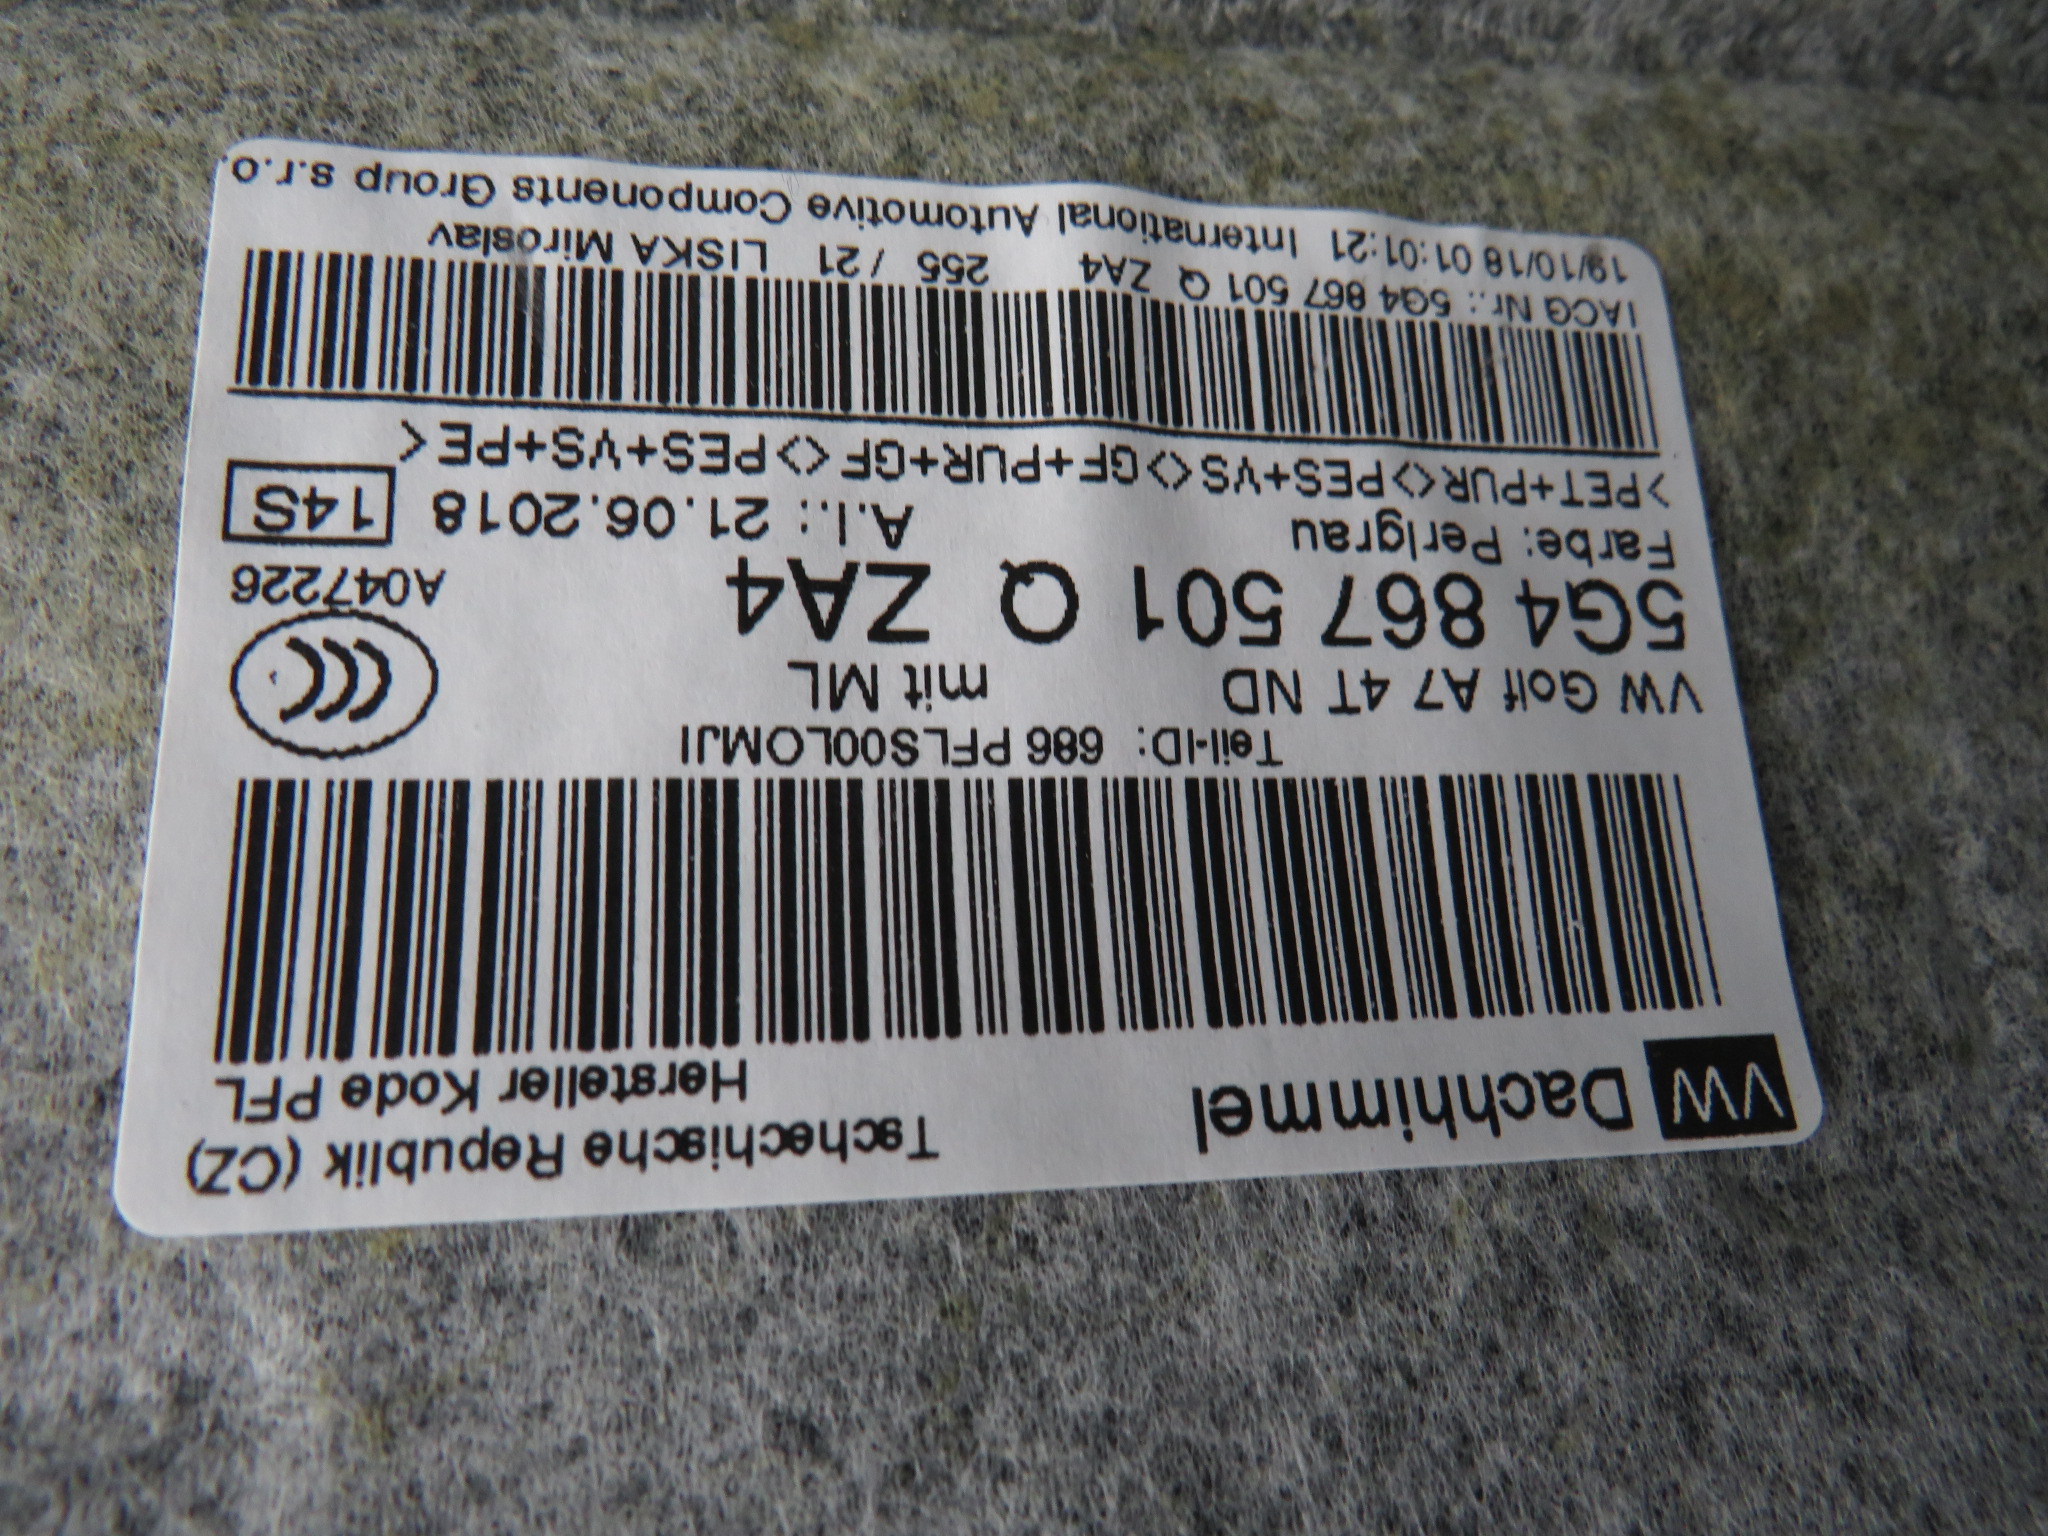 VW Dachhimmel Tschechische Republik (CZ)
Hersteller Kode PFL
Teil-ID: 686 PFLS00LOMJI
VW Golf A7 4T ND mit ML
5G4 867 501 Q ZA4 A047226
Farbe: Perlgrau A.I.: 21.06.2018 14S
>PET+PUR<>PES+VS<>GF+PUR+GF<>PES+VS+PE<
IACG Nr.: 5G4 867 501 Q ZA4 255 / 21 LISKA Miroslav
19/10/18 01:01:21 International Automotive Components Group s.r.o.